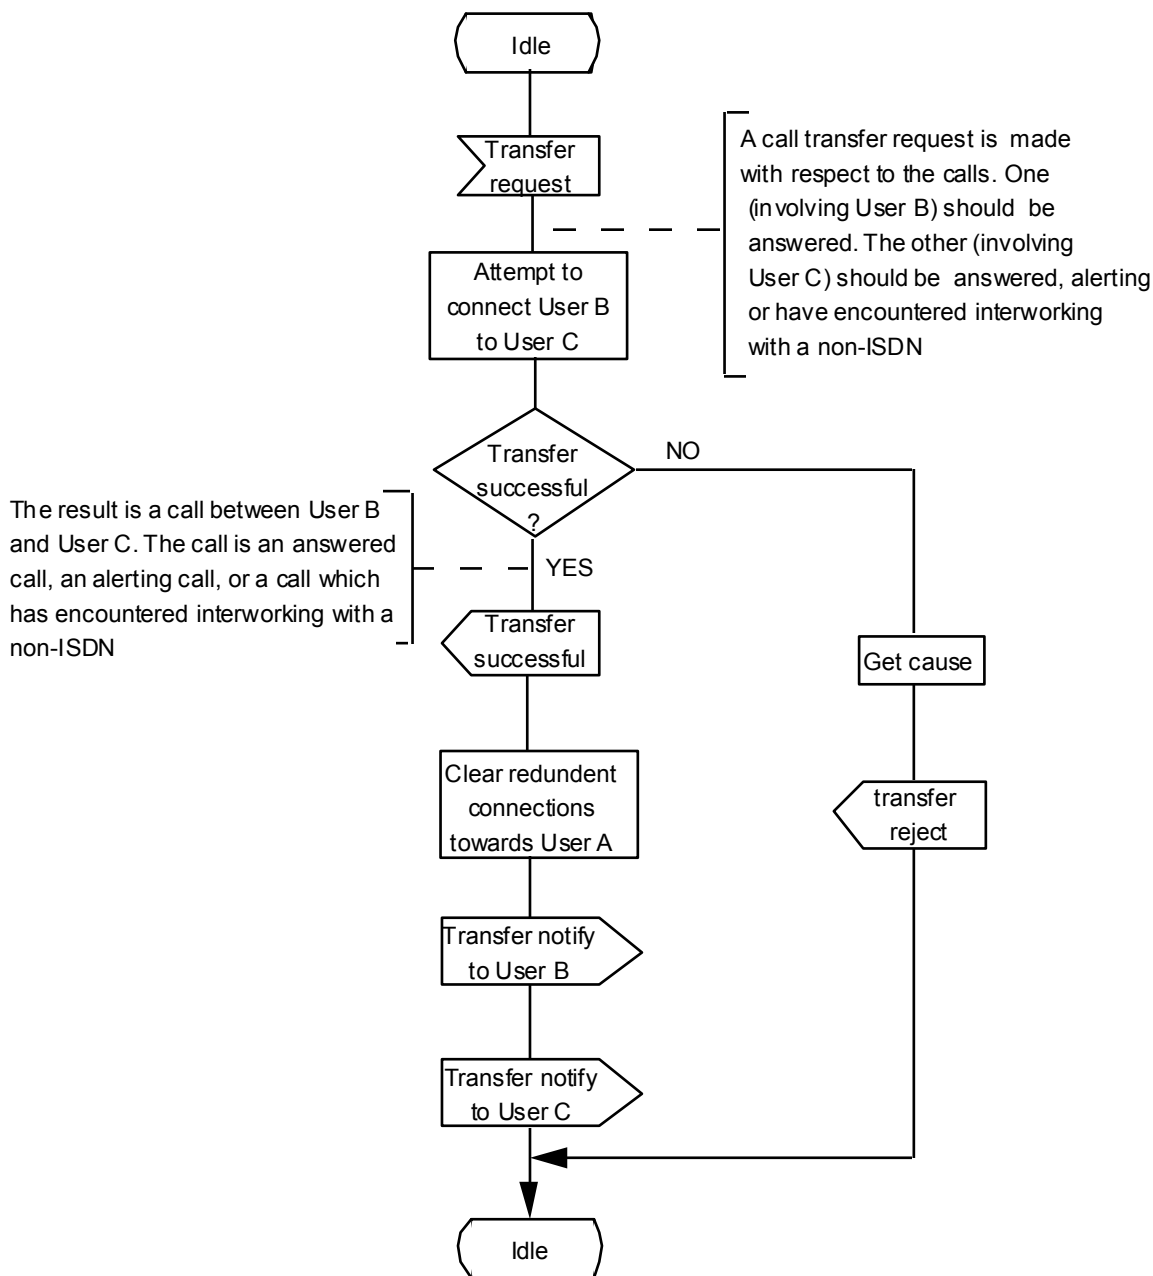 Idle
Transfer
request
A call transfer request is made
with respect to the calls. One
(involving User B) should be
answered. The other (involving
User C) should be answered, alerting
or have encountered interworking
with a non-ISDN
Attempt to
connect User B
to User C
Transfer
successful
?
NO
YES
The result is a call between User B
and User C. The call is an answered
call, an alerting call, or a call which
has encountered interworking with a
non-ISDN
Transfer
successful
Get cause
Clear redundent
connections
towards User A
transfer
reject
Transfer notify
to User B
Transfer notify
to User C
Idle